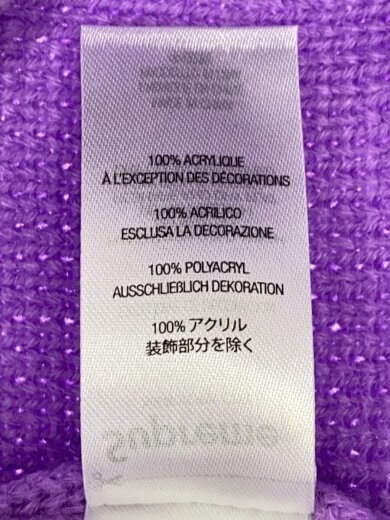 100% ACRYLIQUE
À L'EXCEPTION DES DÉCORATIONS
100% ACRILICO
ESCLUSA LA DECORAZIONE
100% POLYACRYL
AUSSCHLIEßLICH DEKORATION
100% アクリル
装飾部分を除く
Supreme